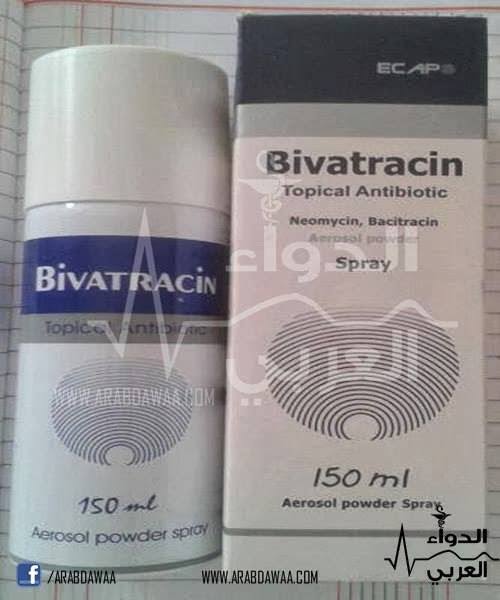 ECAP
Bivatracin
Topical Antibiotic
Neomycin, Bacitracin
Aerosol powder
Spray
150 ml
Aerosol powder Spray
BIVATRACIN
Topical Antibiotic
150 ml
Aerosol powder spray
الدواء
العربي
WWW.ARABDAWAA.COM
الدواء
العربي
f /ARABDAWAA
WWW.ARABDAWAA.COM